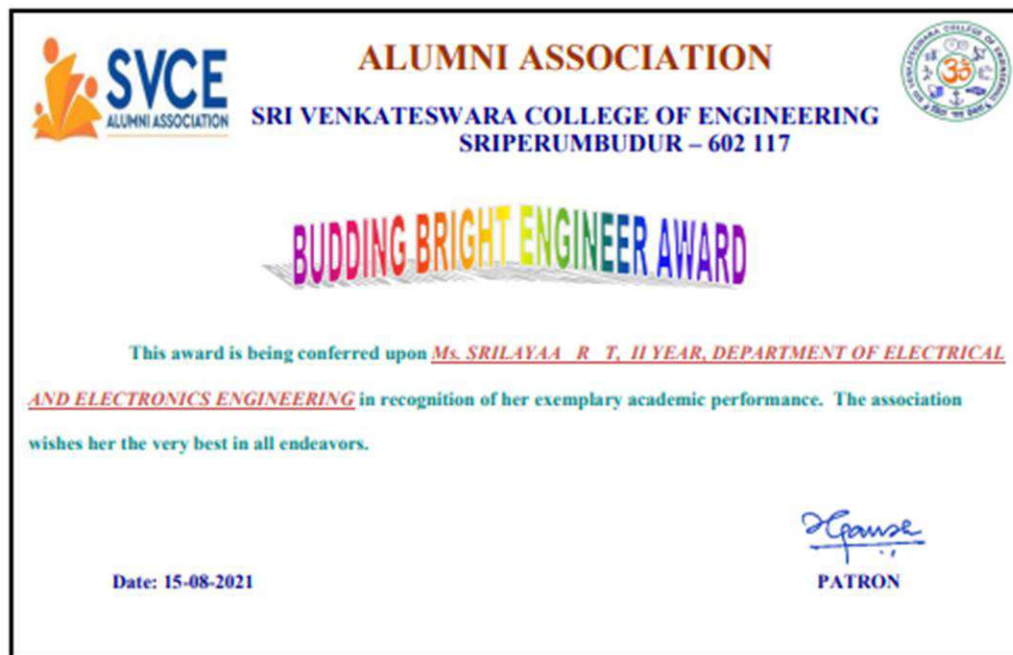 SVCE
ALUMNI ASSOCIATION
ALUMNI ASSOCIATION
SRI VENKATESWARA COLLEGE OF ENGINEERING
SRIPERUMBUDUR – 602 117
BUDDING BRIGHT ENGINEER AWARD
This award is being conferred upon Ms. SRILAYAA R T, II YEAR, DEPARTMENT OF ELECTRICAL
AND ELECTRONICS ENGINEERING in recognition of her exemplary academic performance. The association
wishes her the very best in all endeavors.
Date: 15-08-2021
PATRON